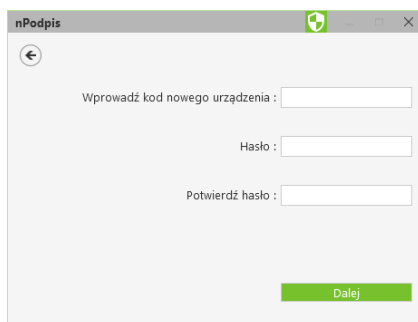 nPodpis
Wprowadź kod nowego urządzenia :
Hasło :
Potwierdź hasło :
Dalej